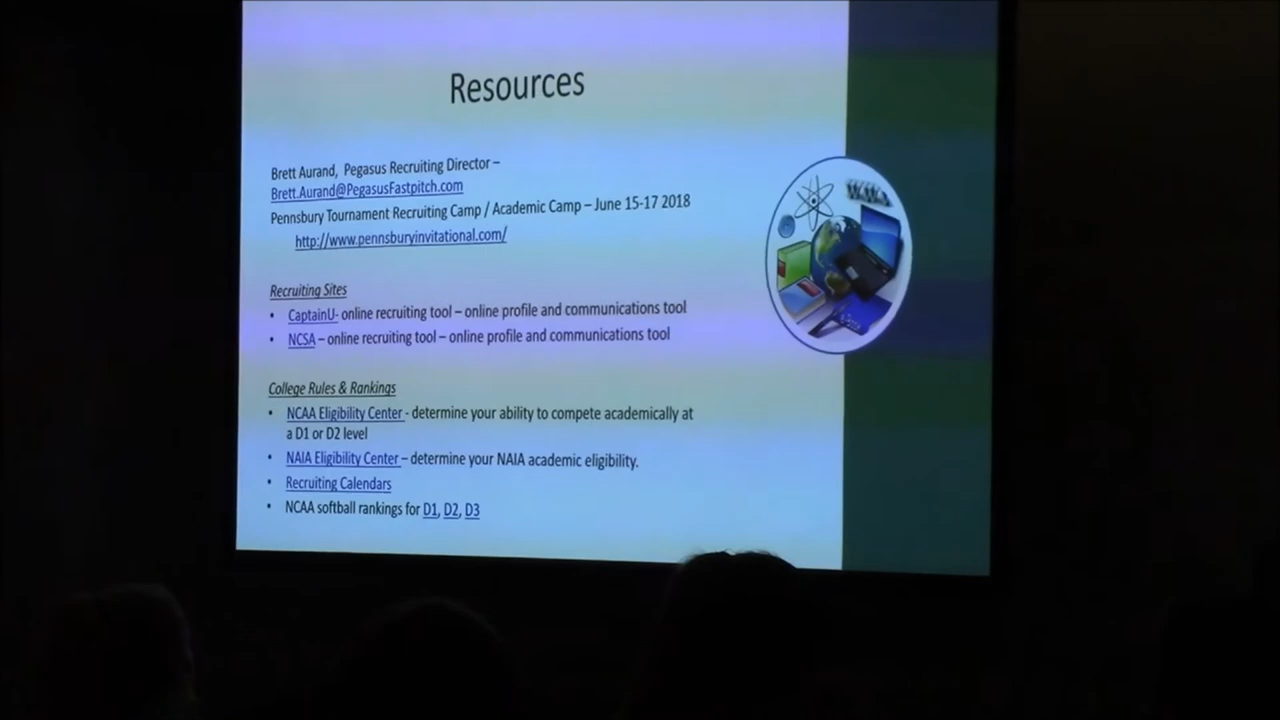 Resources
Brett Aurand, Pegasus Recruiting Director –
Brett.Aurand@PegasusFastpitch.com
Pennsbury Tournament Recruiting Camp / Academic Camp – June 15-17 2018
http://www.pennsburyinvitational.com/
Recruiting Sites
• CaptainU- online recruiting tool – online profile and communications tool
• NCSA – online recruiting tool – online profile and communications tool
College Rules & Rankings
• NCAA Eligibility Center - determine your ability to compete academically at
a D1 or D2 level
• NAIA Eligibility Center – determine your NAIA academic eligibility.
• Recruiting Calendars
• NCAA softball rankings for D1, D2, D3